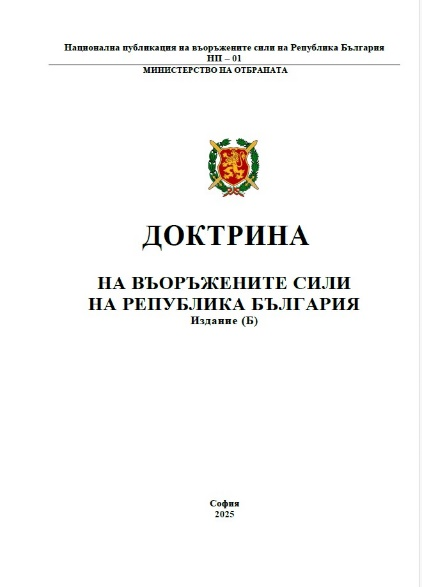 Национална публикация на въоръжените сили на Република България
НП – 01
МИНИСТЕРСТВО НА ОТБРАНАТА
ДОКТРИНА
НА ВЪОРЪЖЕНИТЕ СИЛИ
НА РЕПУБЛИКА БЪЛГАРИЯ
Издание (Б)
София
2025